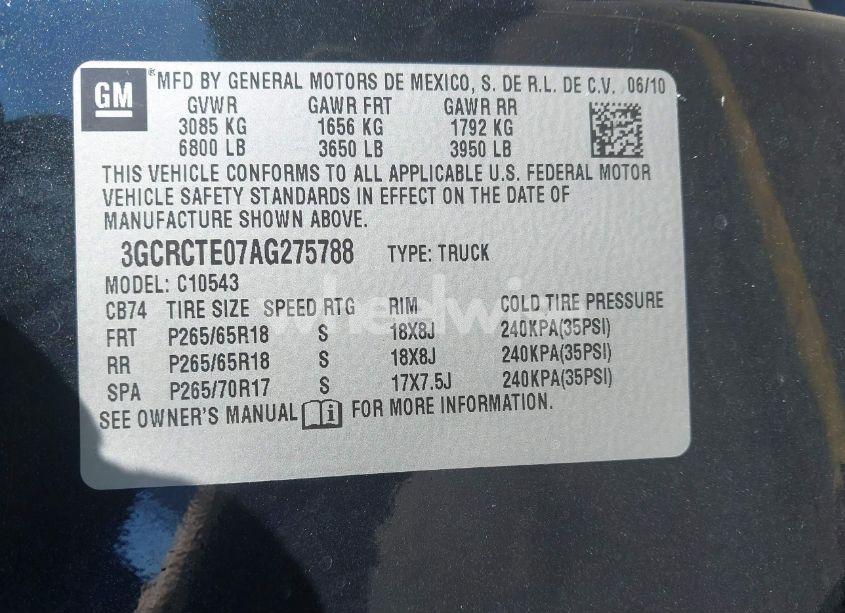 GM ® MFD BY GENERAL MOTORS DE MEXICO, S. DE R.L. DE C.V. 06/10
GVWR GAWR FRT GAWR RR
3085 KG 1656 KG 1792 KG
6800 LB 3650 LB 3950 LB
THIS VEHICLE CONFORMS TO ALL APPLICABLE U.S. FEDERAL MOTOR
VEHICLE SAFETY STANDARDS IN EFFECT ON THE DATE OF
MANUFACTURE SHOWN ABOVE.
3GCRCTE07AG275788 TYPE: TRUCK
MODEL: C10543
CB74 TIRE SIZE SPEED RTG RIM COLD TIRE PRESSURE
FRT P265/65R18 S 18X8J 240KPA(35PSI)
RR P265/65R18 S 18X8J 240KPA(35PSI)
SPA P265/70R17 S 17X7.5J 240KPA(35PSI)
SEE OWNER'S MANUAL i FOR MORE INFORMATION.